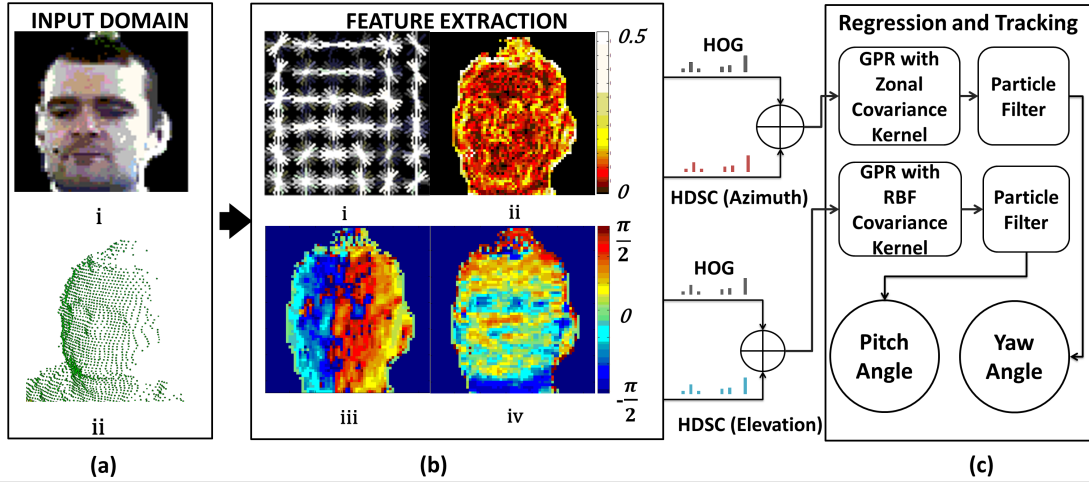 INPUT DOMAIN
i
ii
(a)
FEATURE EXTRACTION
0.5
0
i
ii
π
2
0
-π
2
iii
iv
(b)
HOG
HDSC (Azimuth)
HOG
HDSC (Elevation)
Regression and Tracking
GPR with
Zonal
Covariance
Kernel
Particle
Filter
GPR with
RBF
Covariance
Kernel
Particle
Filter
Pitch
Angle
Yaw
Angle
(c)